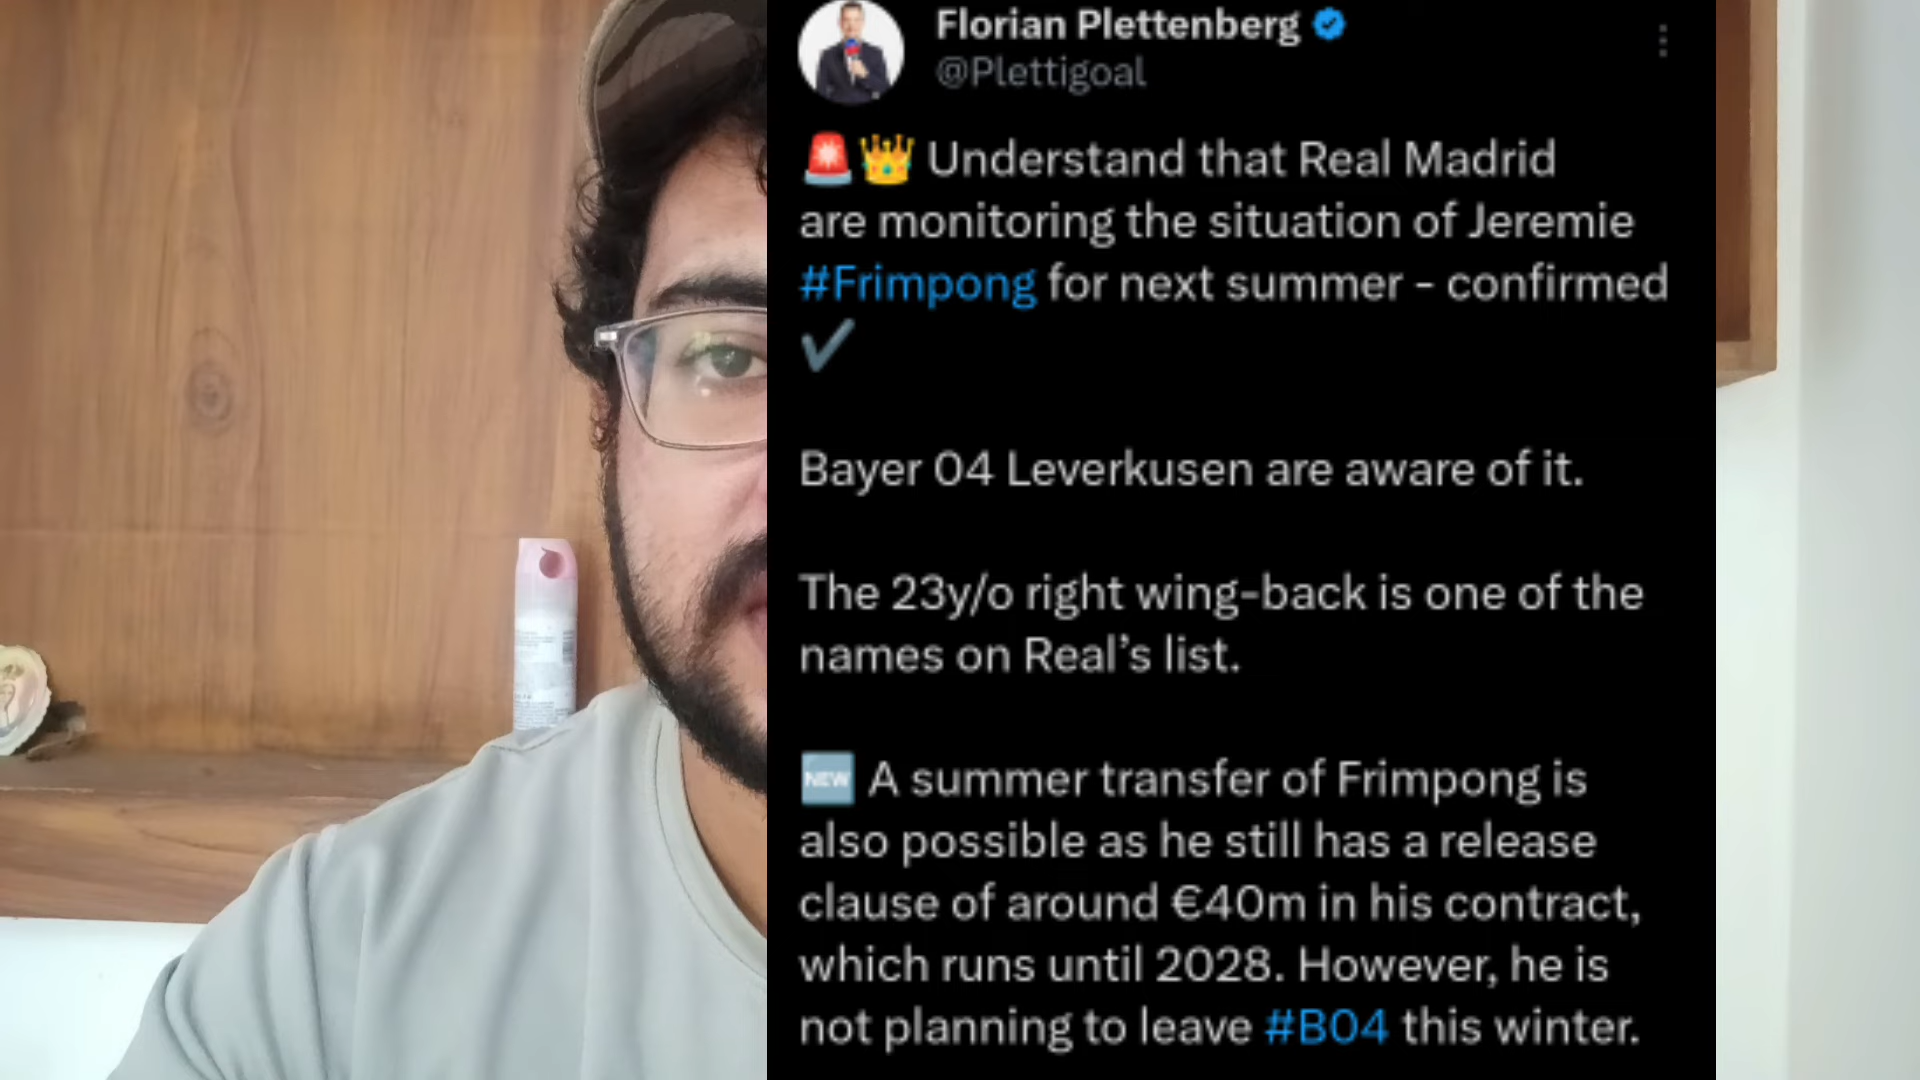 Florian Plettenberg
@Plettigoal
🚨👑 Understand that Real Madrid
are monitoring the situation of Jeremie
#Frimpong for next summer - confirmed
✔️
Bayer 04 Leverkusen are aware of it.
The 23y/o right wing-back is one of the
names on Real’s list.
🆕 A summer transfer of Frimpong is
also possible as he still has a release
clause of around €40m in his contract,
which runs until 2028. However, he is
not planning to leave #B04 this winter.